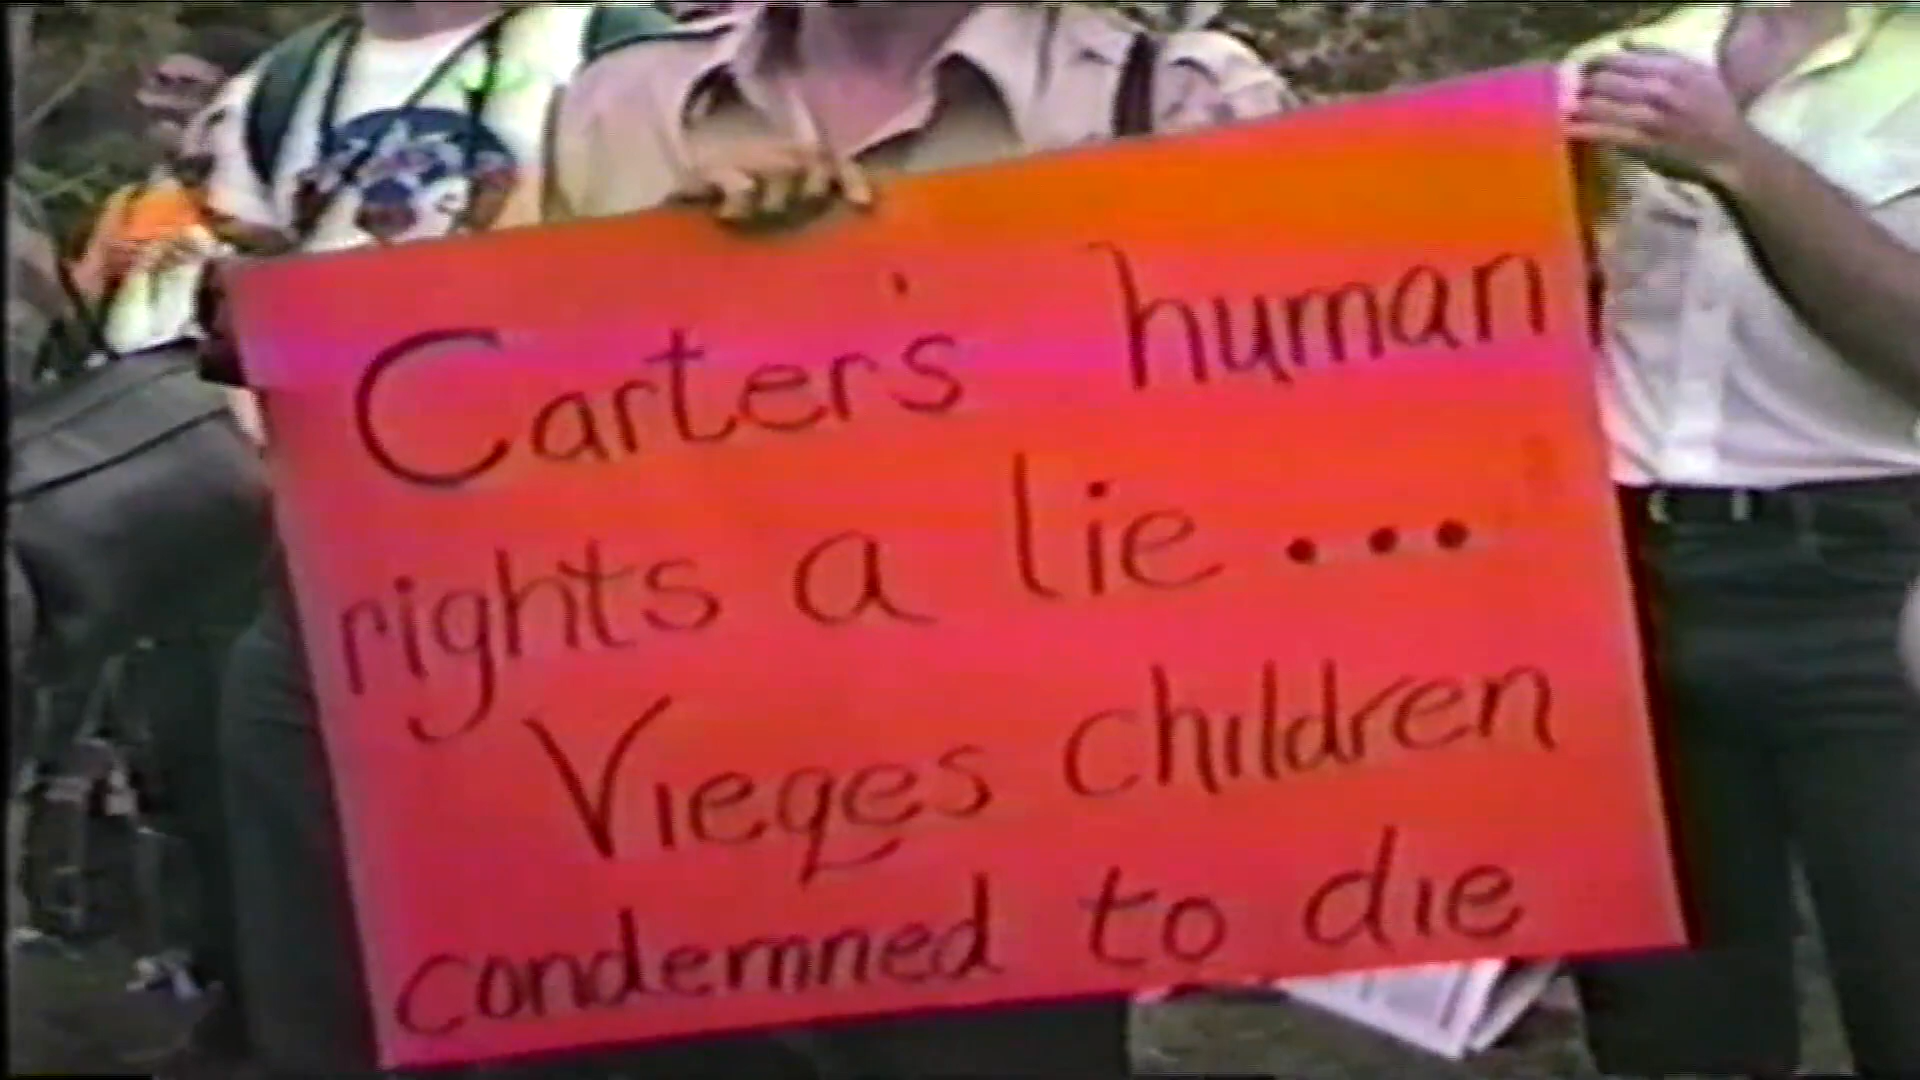 Carter's human
rights a lie...
Vieqes children
condemned to die